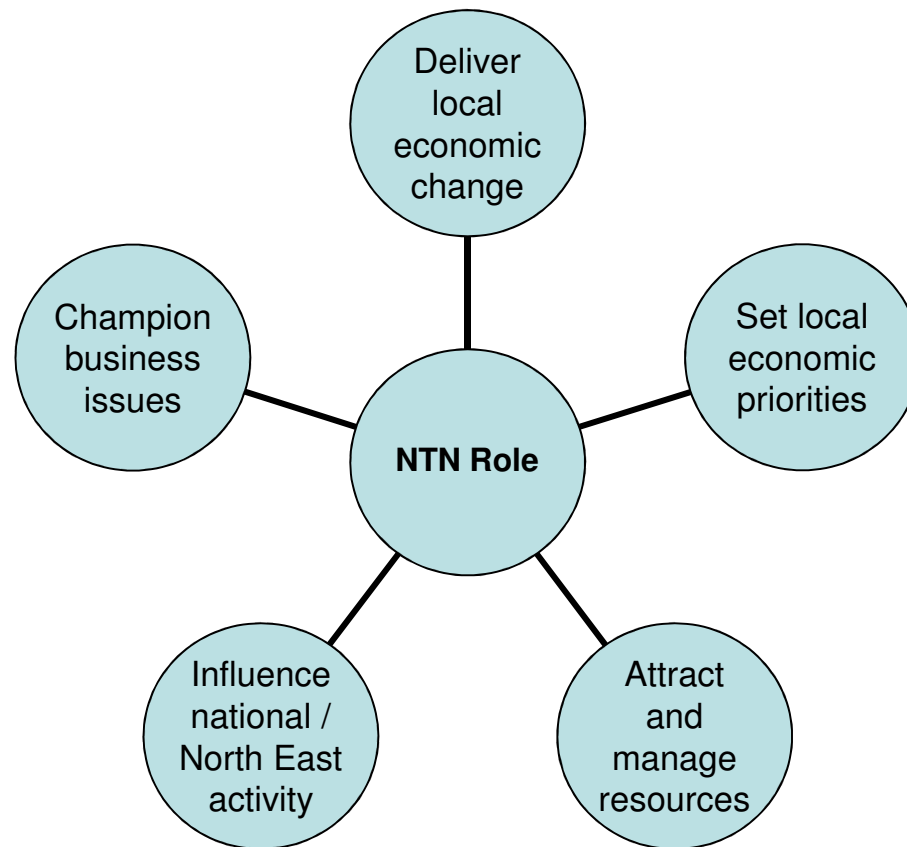 Deliver
local
economic
change
Champion
business
issues
Set local
economic
priorities
NTN Role
Influence
national /
North East
activity
Attract
and
manage
resources